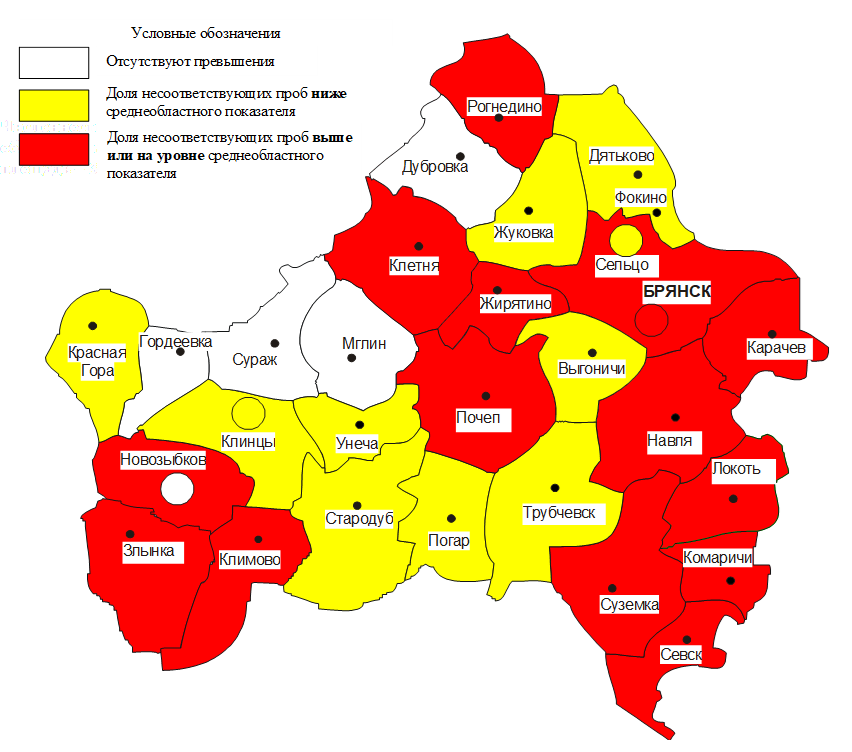 Условные обозначения
Отсутствуют превышения
Доля несоответствующих проб ниже
среднеобластного показателя
Доля несоответствующих проб выше
или на уровне среднеобластного
показателя
Рогнедино
Дубровка
Дятьково
Фокино
Жуковка
Клетня
Сельцо
Жирятино
БРЯНСК
Карачев
Красная
Гора
Гордеевка
Сураж
Мглин
Выгоничи
Почеп
Клинцы
Унеча
Навля
Новозыбков
Локоть
Стародуб
Погар
Трубчевск
Злынка
Климово
Комаричи
Суземка
Севск